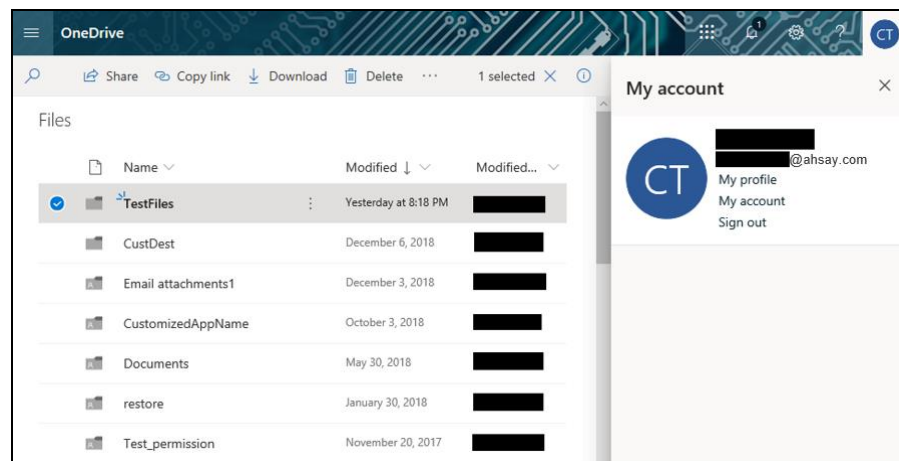 OneDrive
1
?
CT
Share Copy link Download Delete ··· 1 selected
My account
Files
Name Modified Modified...
@ahsay.com
CT
My profile
TestFiles Yesterday at 8:18 PM
My account
Sign out
CustDest December 6, 2018
Email attachments1 December 3, 2018
CustomizedAppName October 3, 2018
Documents May 30, 2018
restore January 30, 2018
Test_permission November 20, 2017